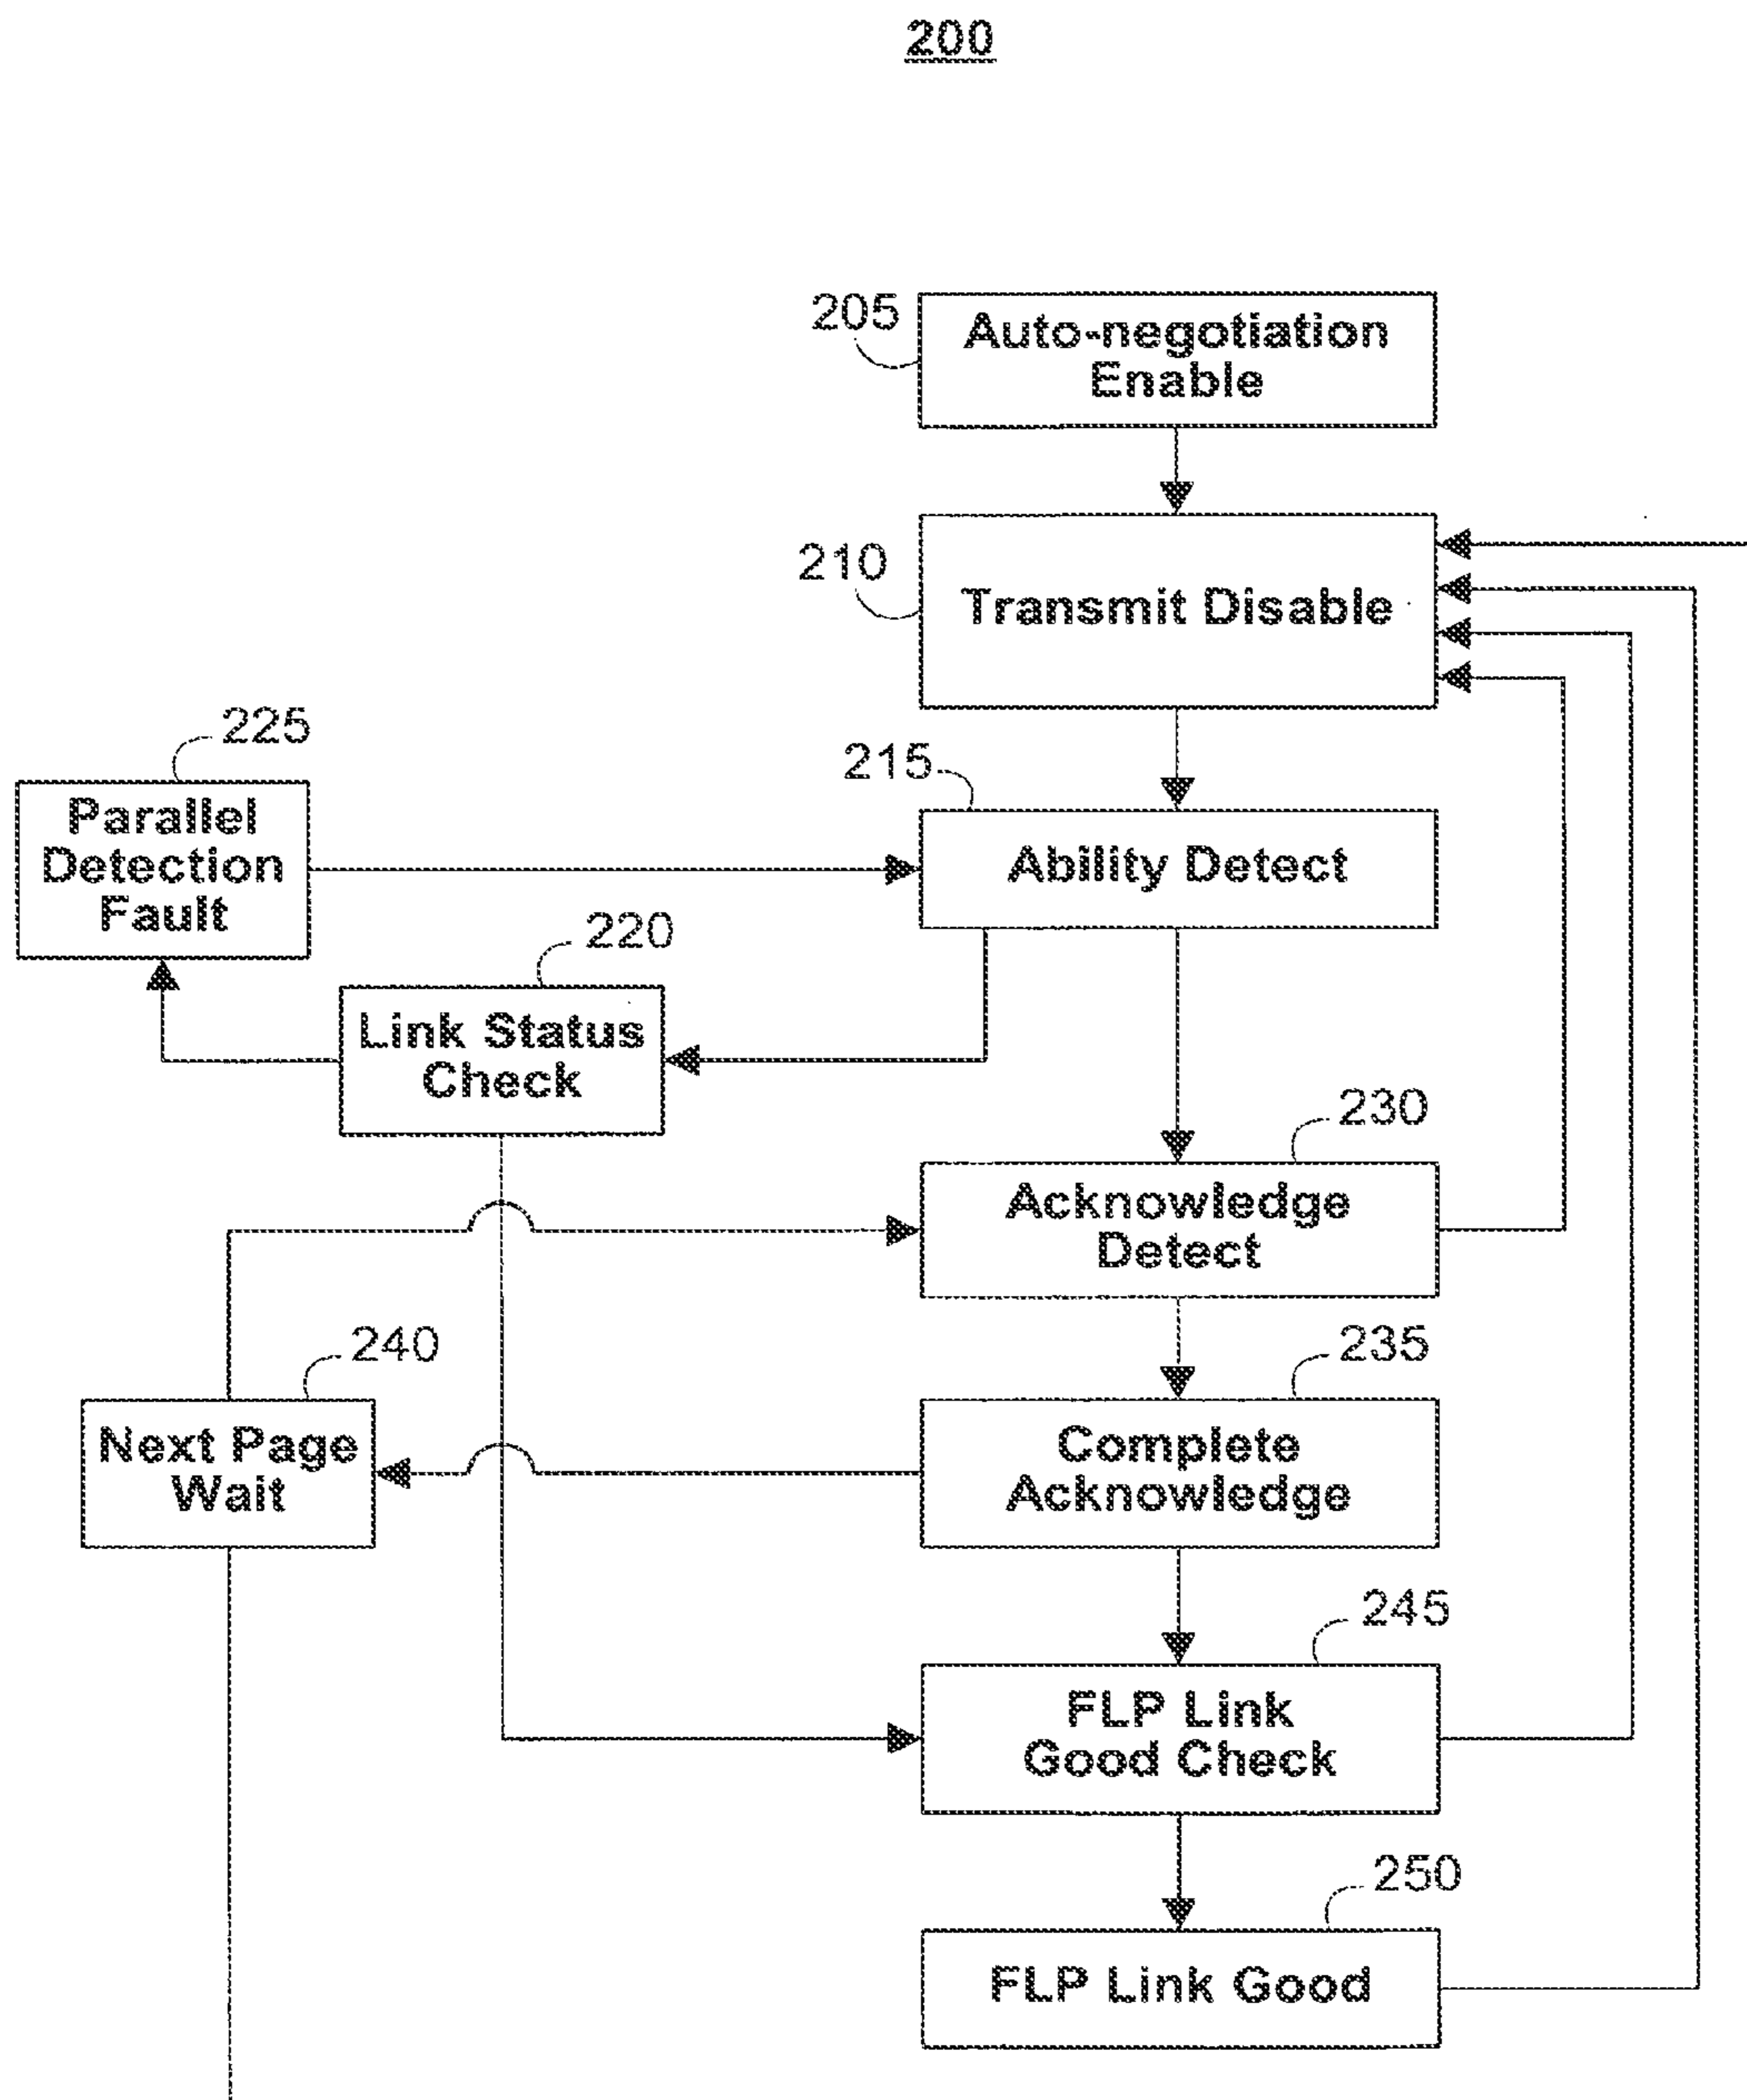 200
205
Auto-negotiation
Enable
210
Transmit Disable
225
Parallel
Detection
Fault
215
Ability Detect
220
Link Status
Check
230
Acknowledge
Detect
240
Next Page
Wait
235
Complete
Acknowledge
245
FLP Link
Good Check
250
FLP Link Good